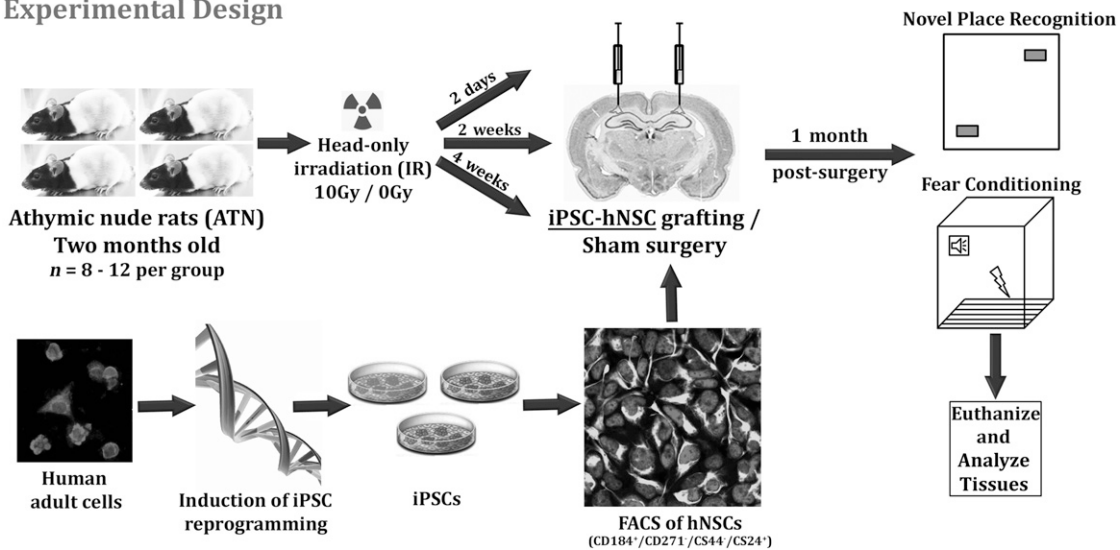 Experimental Design
Athymic nude rats (ATN)
Two months old
n = 8 - 12 per group
Head-only
irradiation (IR)
10Gy / 0Gy
2 days
2 weeks
4 weeks
iPSC-hNSC grafting /
Sham surgery
1 month
post-surgery
Novel Place Recognition
Fear Conditioning
Euthanize
and
Analyze
Tissues
Human
adult cells
Induction of iPSC
reprogramming
iPSCs
FACS of hNSCs
(CD184⁺/CD271⁻/CS44⁻/CS24⁺)